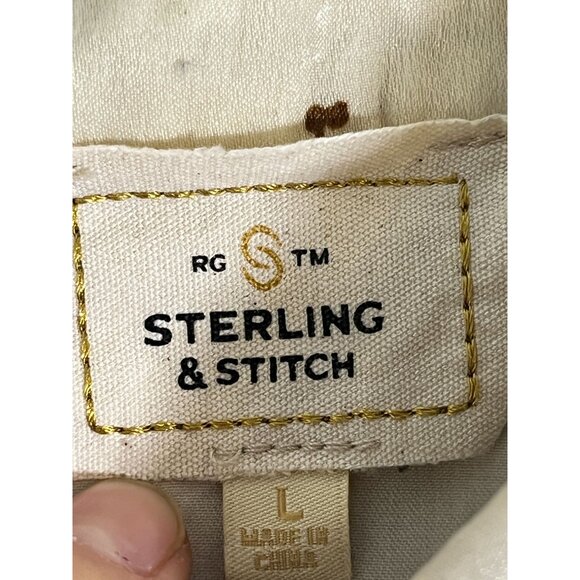 RG S TM
STERLING
& STITCH
L
MADE IN
CHINA